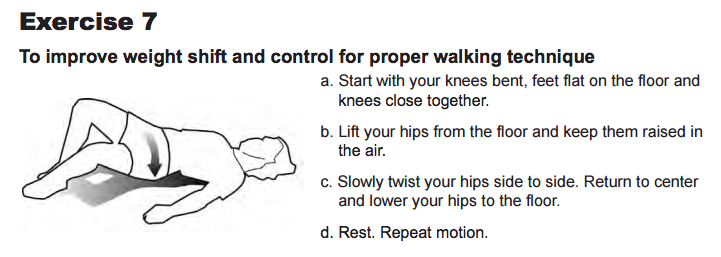 Exercise 7
To improve weight shift and control for proper walking technique
a. Start with your knees bent, feet flat on the floor and
knees close together.
b. Lift your hips from the floor and keep them raised in
the air.
c. Slowly twist your hips side to side. Return to center
and lower your hips to the floor.
d. Rest. Repeat motion.